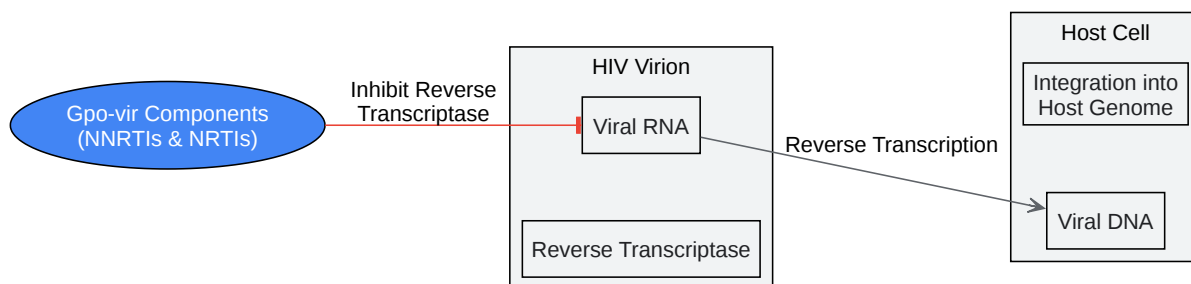 Gpo-vir Components
(NNRTIs & NRTIs)
Inhibit Reverse
Transcriptase
HIV Virion
Viral RNA
Reverse Transcriptase
Reverse Transcription
Host Cell
Integration into
Host Genome
Viral DNA